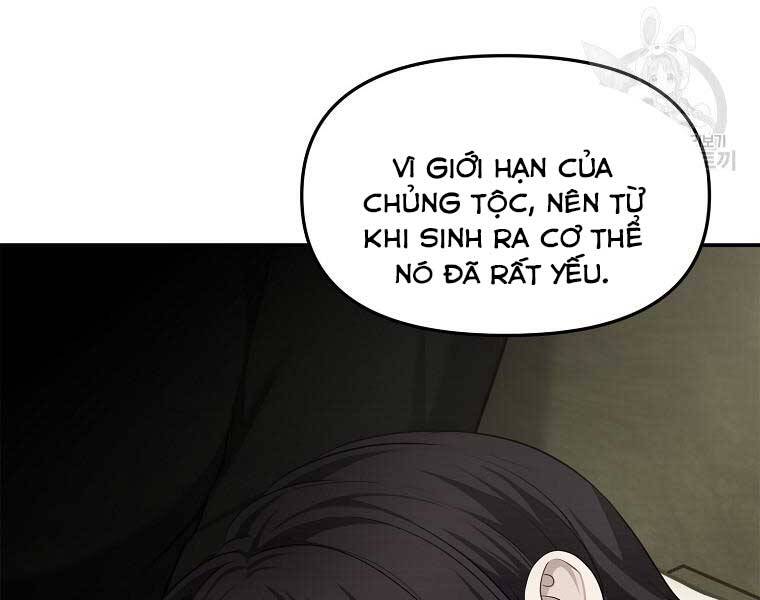 VÌ GIỚI HẠN CỦA
CHỦNG TỘC, NÊN TỪ
KHI SINH RA CƠ THỂ
NÓ ĐÃ RẤT YẾU.